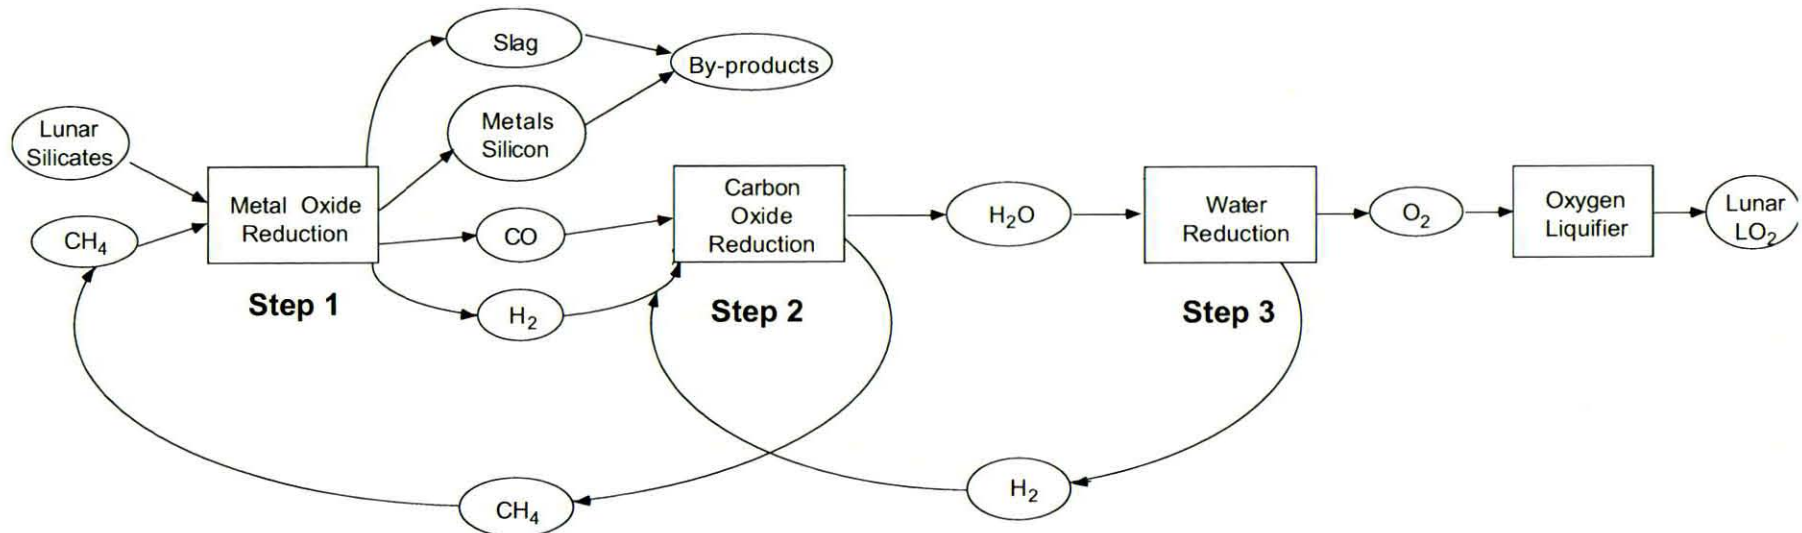 Slag
By-products
Lunar
Silicates
Metals
Silicon
Metal Oxide
Reduction
CH4
CO
H2
Step 1
Carbon
Oxide
Reduction
Step 2
H2O
Water
Reduction
Step 3
O2
Oxygen
Liquifier
Lunar
LO2
CH4
H2